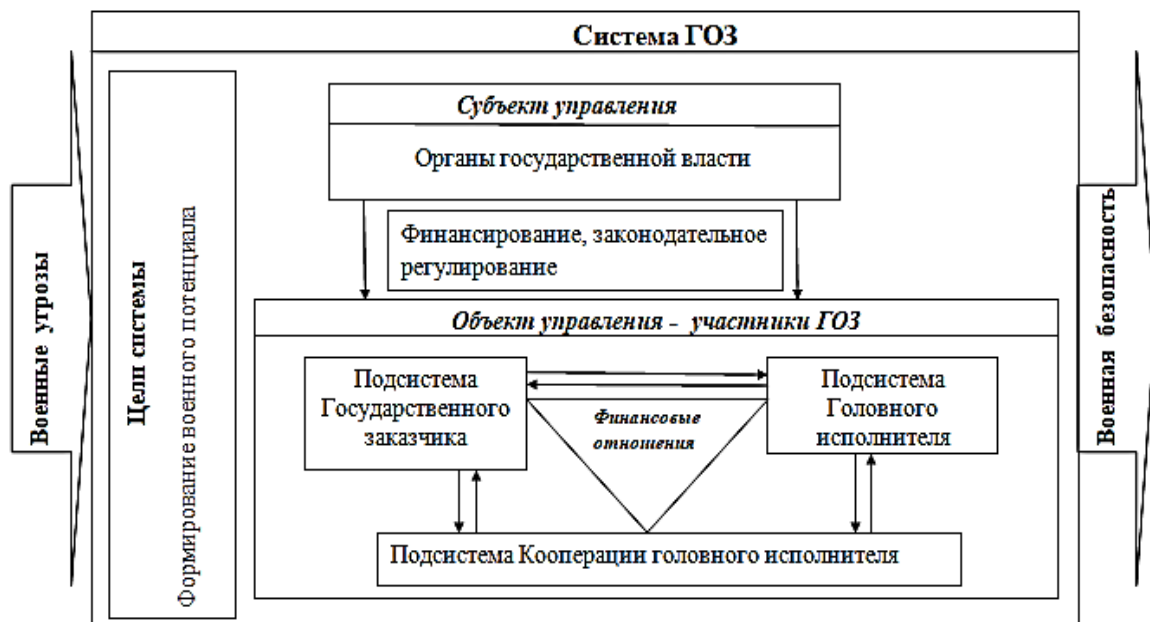 Система ГОЗ
Военные угрозы
Цели системы
Формирование военного потенциала
Субъект управления
Органы государственной власти
Финансирование, законодательное
регулирование
Объект управления - участники ГОЗ
Подсистема
Государственного
заказчика
Финансовые
отношения
Подсистема
Головного
исполнителя
Подсистема Кооперации головного исполнителя
Военная безопасность